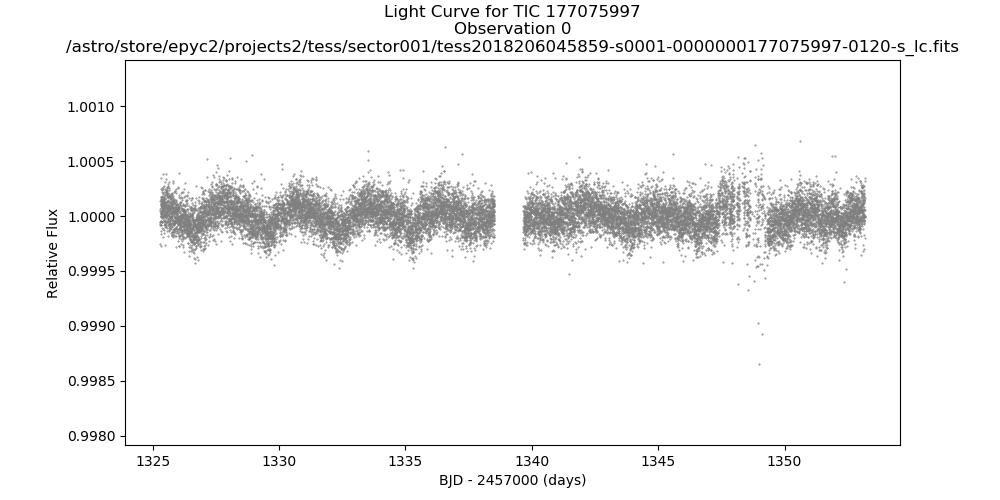 Light Curve for TIC 177075997
Observation 0
/astro/store/epyc2/projects2/tess/sector001/tess2018206045859-s0001-0000000177075997-0120-s_lc.fits
1.0010
1.0005
1.0000
0.9995
0.9990
0.9985
0.9980
Relative Flux
1325 1330 1335 1340 1345 1350
BJD - 2457000 (days)